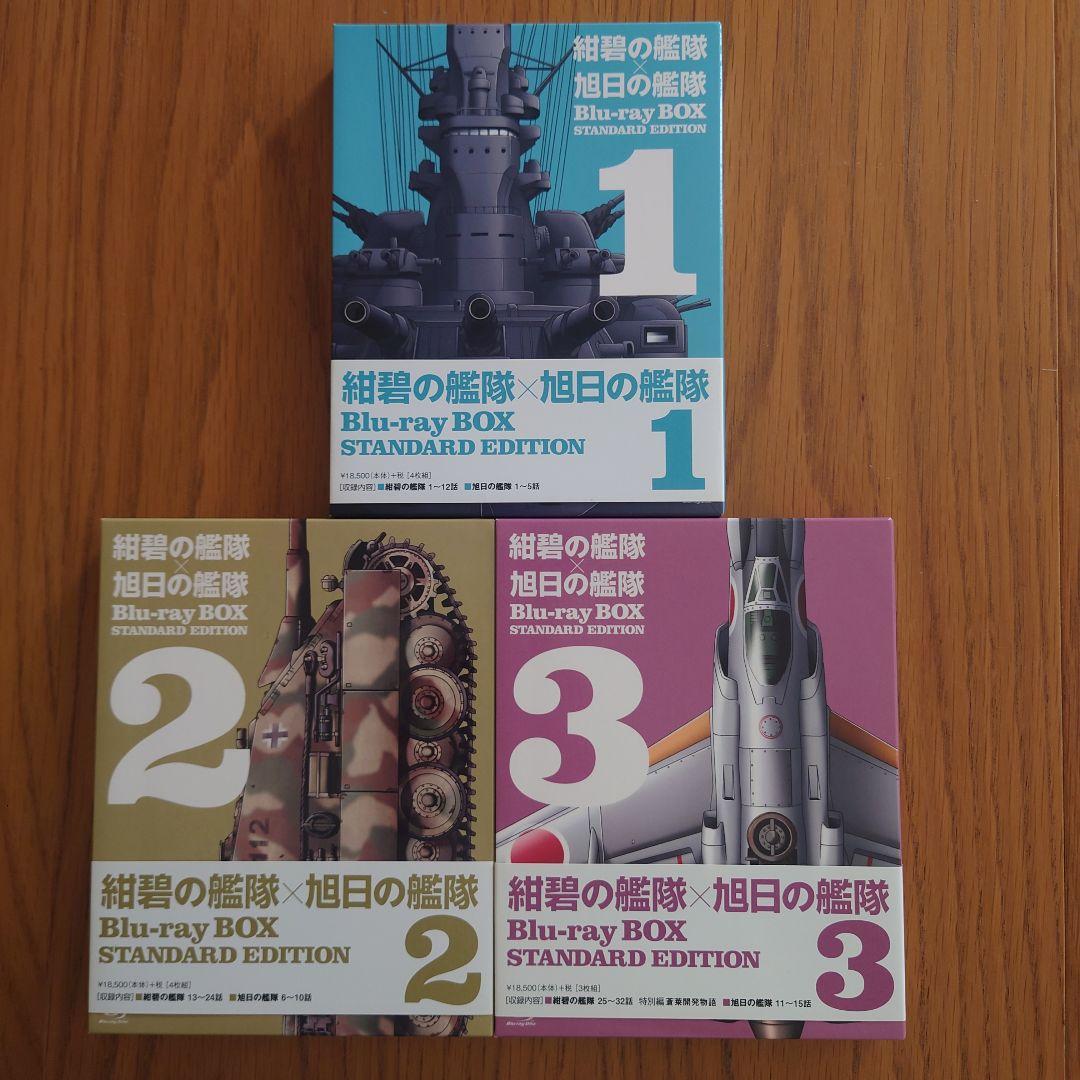 紺碧の艦隊
×
旭日の艦隊
Blu-ray BOX
STANDARD EDITION
1
紺碧の艦隊×旭日の艦隊
Blu-ray BOX
STANDARD EDITION
1
¥18,500(本体)+税 [4枚組]
[収録内容] ■紺碧の艦隊 1〜12話 ■旭日の艦隊 1〜5話
紺碧の艦隊
×
旭日の艦隊
Blu-ray BOX
STANDARD EDITION
2
112
紺碧の艦隊×旭日の艦隊
Blu-ray BOX
STANDARD EDITION
2
¥18,500(本体)+税 [4枚組]
[収録内容] ■紺碧の艦隊 13〜24話 ■旭日の艦隊 6〜10話
Blu-ray Disc
紺碧の艦隊
×
旭日の艦隊
Blu-ray BOX
STANDARD EDITION
3
紺碧の艦隊×旭日の艦隊
Blu-ray BOX
STANDARD EDITION
3
¥18,500(本体)+税 [3枚組]
[収録内容] ■紺碧の艦隊 25〜32話 特別編 蒼莱開発物語 ■旭日の艦隊 11〜15話
Blu-ray Disc